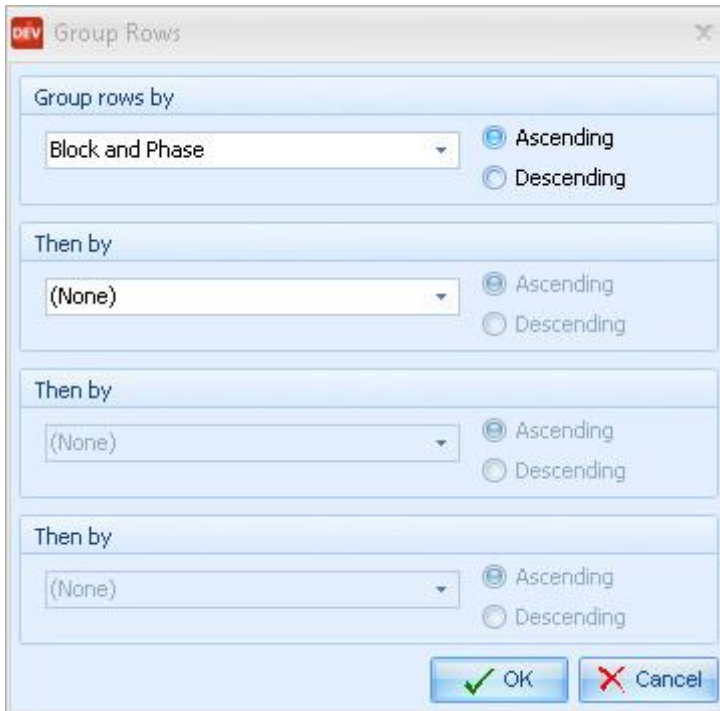 DEV Group Rows
Group rows by
Block and Phase
Ascending
Descending
Then by
(None)
Ascending
Descending
Then by
(None)
Ascending
Descending
Then by
(None)
Ascending
Descending
OK Cancel